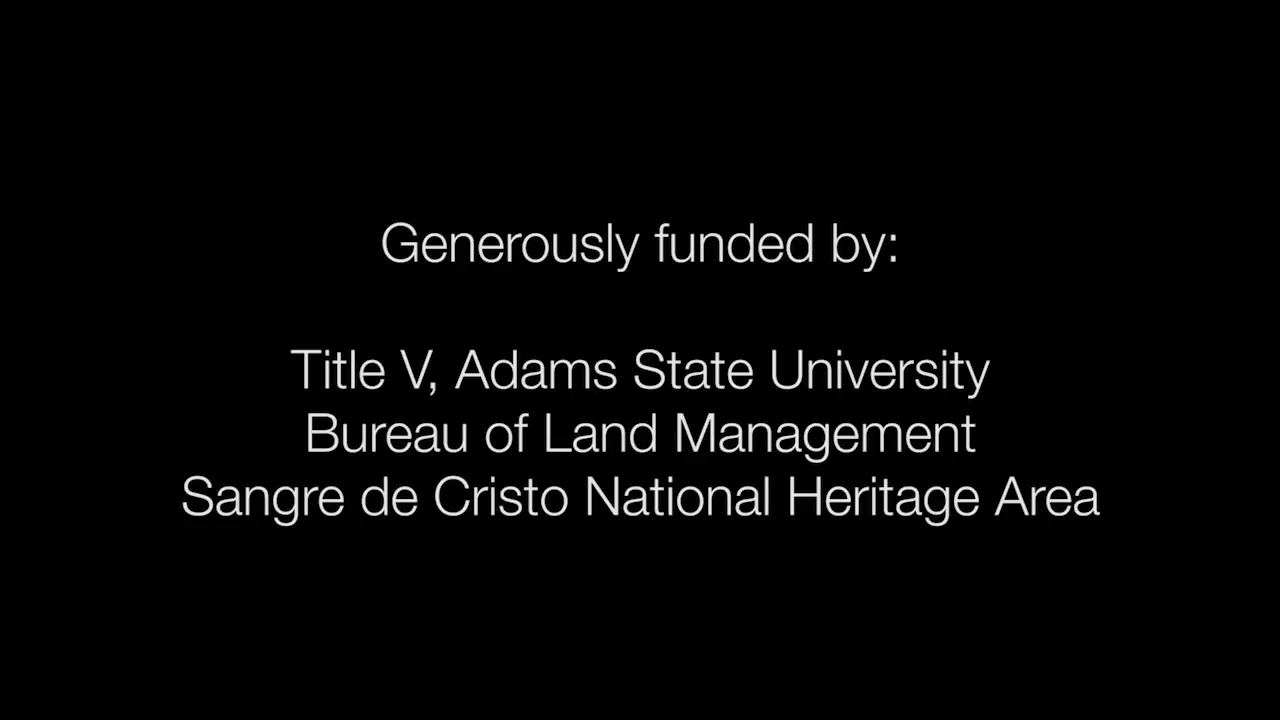 Generously funded by:
Title V, Adams State University
Bureau of Land Management
Sangre de Cristo National Heritage Area